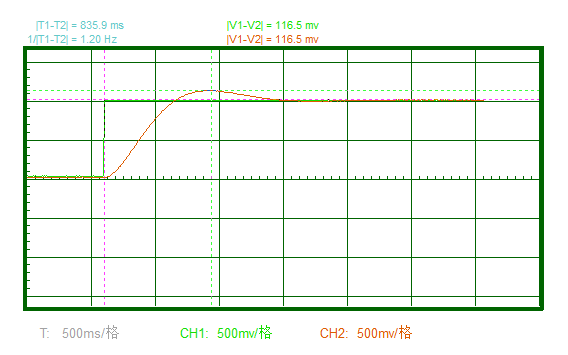 |T1-T2| = 835.9 ms |V1-V2| = 116.5 mv
1/|T1-T2| = 1.20 Hz |V1-V2| = 116.5 mv
T: 500ms/格 CH1: 500mv/格 CH2: 500mv/格